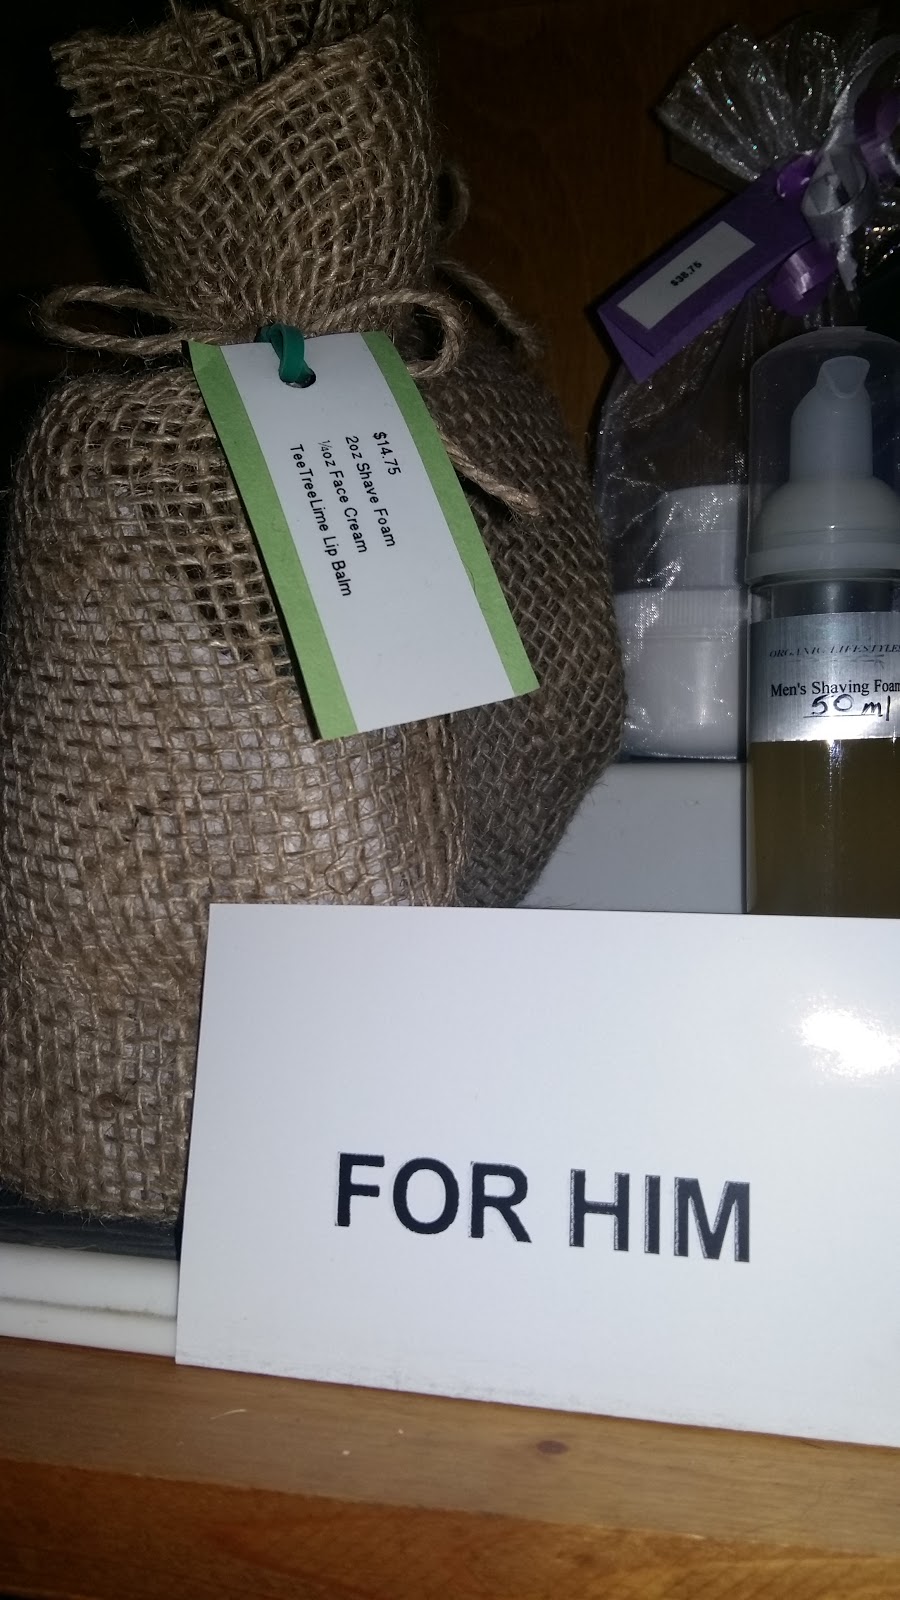 $14.75
2oz Shave Foam
¼oz Face Cream
TeeTreeLime Lip Balm
$38.75
ORGANIC LIFESTYLES
Men's Shaving Foam
50 ml
FOR HIM